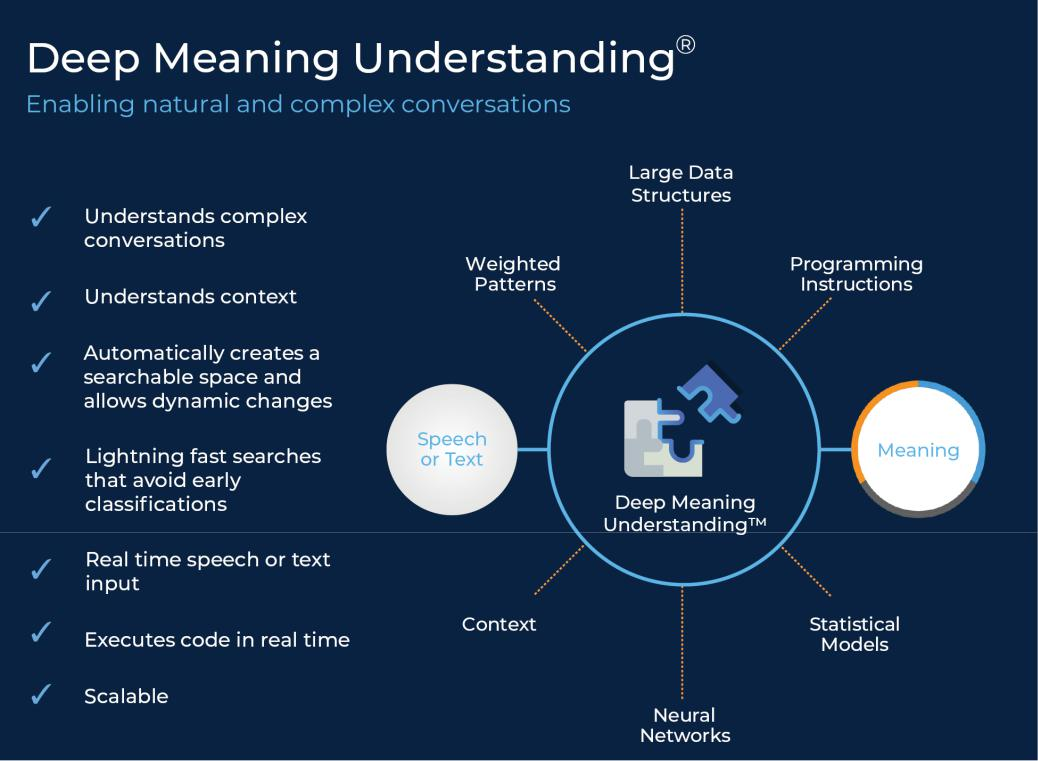 Deep Meaning Understanding®
Enabling natural and complex conversations
✓ Understands complex
conversations
✓ Understands context
✓ Automatically creates a
searchable space and
allows dynamic changes
✓ Lightning fast searches
that avoid early
classifications
✓ Real time speech or text
input
✓ Executes code in real time
✓ Scalable
Large Data
Structures
Weighted
Patterns
Programming
Instructions
Speech
or Text
Deep Meaning
Understanding™
Meaning
Context
Statistical
Models
Neural
Networks